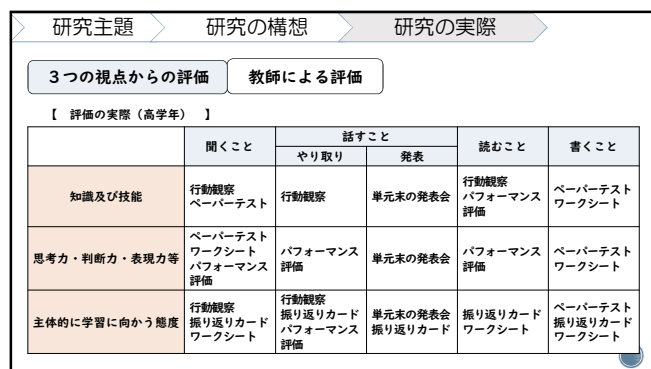 研究主題　研究の構想　研究の実際
３つの視点からの評価　教師による評価
【　評価の実際（高学年）　】
聞くこと　話すこと　読むこと　書くこと
やり取り　発表
知識及び技能
行動観察
ペーパーテスト
行動観察
単元末の発表会
行動観察
パフォーマンス
評価
ペーパーテスト
ワークシート
思考力・判断力・表現力等
ペーパーテスト
ワークシート
パフォーマンス
評価
パフォーマンス
評価
単元末の発表会
パフォーマンス
評価
ペーパーテスト
ワークシート
主体的に学習に向かう態度
行動観察
振り返りカード
ワークシート
行動観察
振り返りカード
パフォーマンス
評価
単元末の発表会
振り返りカード
振り返りカード
ワークシート
ペーパーテスト
振り返りカード
ワークシート